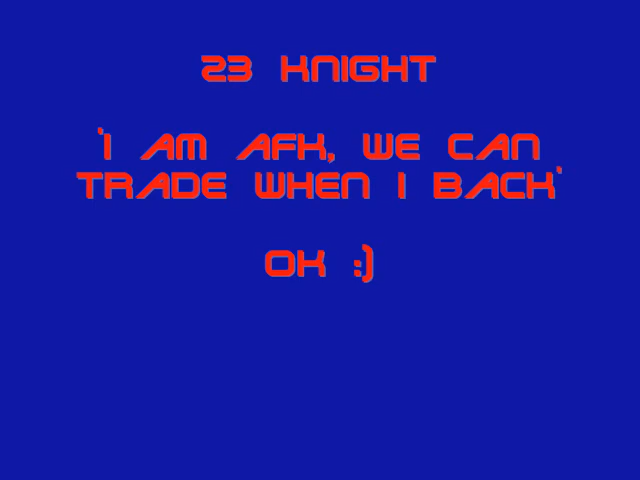 23 KNIGHT
'I AM AFK, WE CAN
TRADE WHEN I BACK'
OK :)